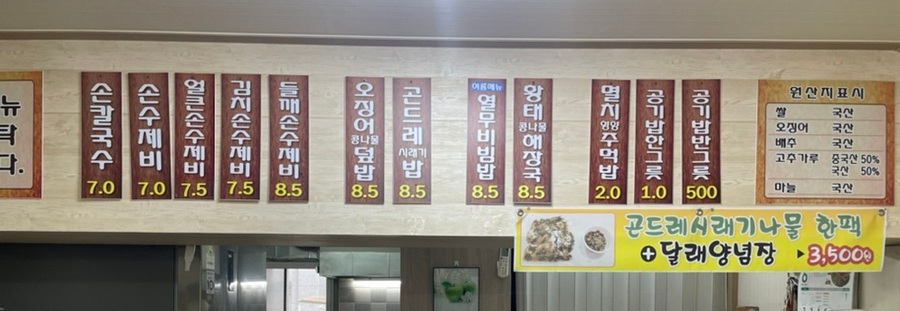 뉴
탁
다.
손칼국수
7.0
손수제비
7.0
얼큰손수제비
7.5
김치손수제비
7.5
들깨손수제비
8.5
오징어콩나물덮밥
8.5
곤드레시래기밥
8.5
여름메뉴
열무비빔밥
8.5
황태콩나물해장국
8.5
멸치땡초주먹밥
2.0
공기밥한그릇
1.0
공기밥반그릇
500
원산지표시
쌀 국산
오징어 국산
배추 국산
고추가루 중국산 50%
국산 50%
마늘 국산
곤드레시래기나물 한팩
+달래양념장 ▶3,500원